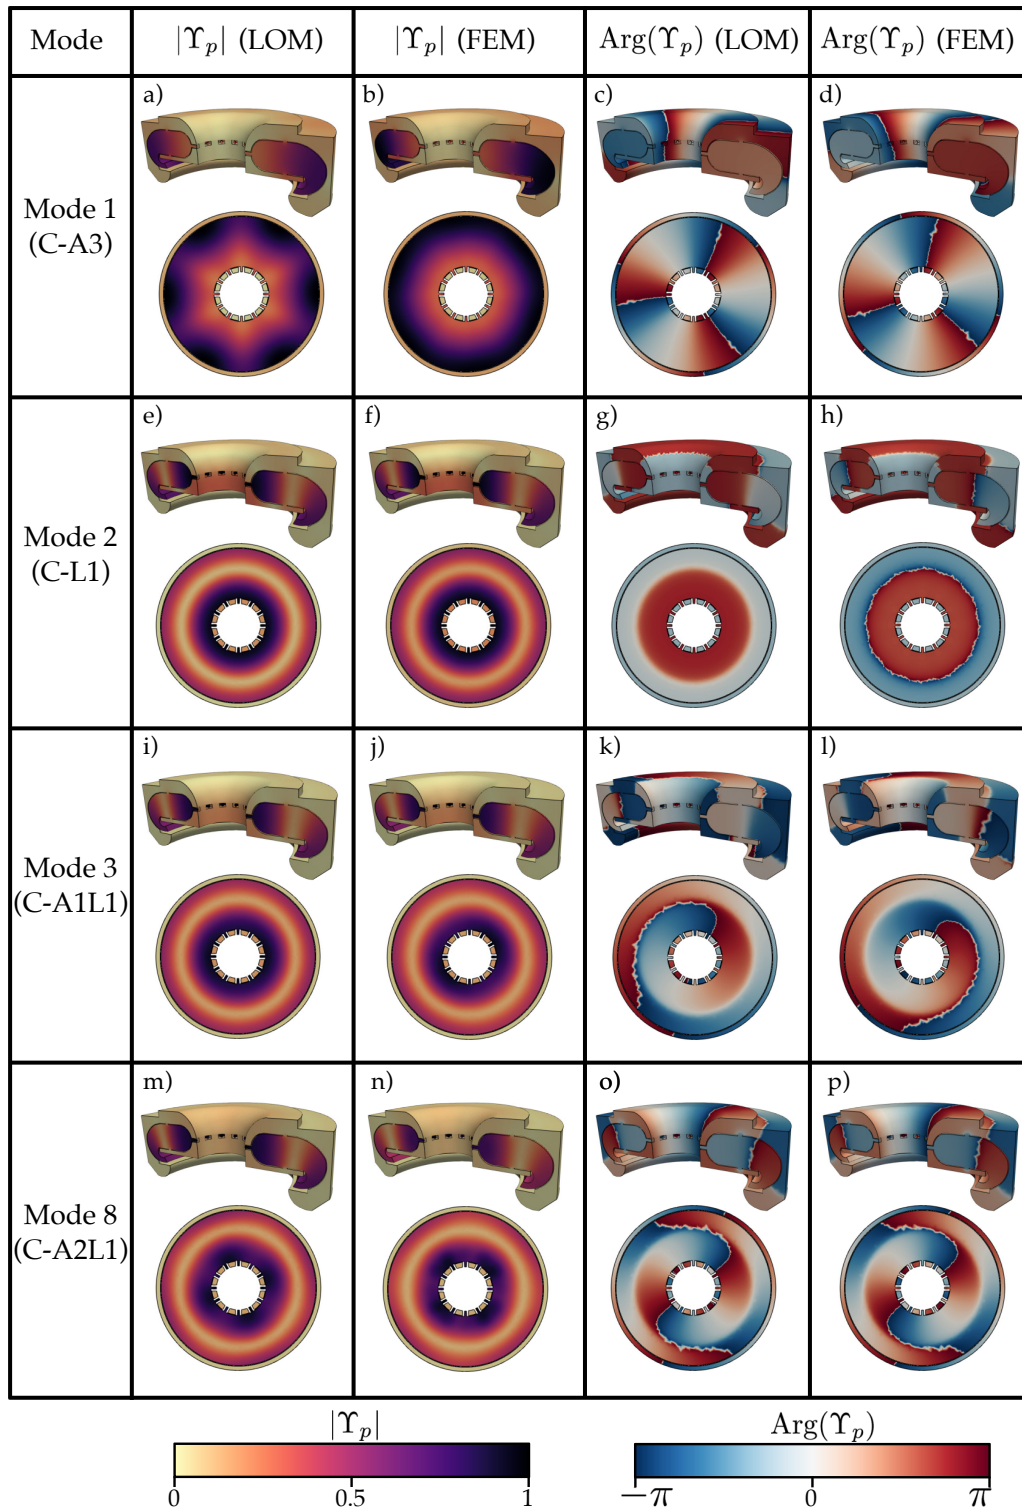 Mode
|ϒₚ| (LOM)
|ϒₚ| (FEM)
Arg(ϒₚ) (LOM)
Arg(ϒₚ) (FEM)
Mode 1
(C-A3)
a)
b)
c)
d)
Mode 2
(C-L1)
e)
f)
g)
h)
Mode 3
(C-A1L1)
i)
j)
k)
l)
Mode 8
(C-A2L1)
m)
n)
o)
p)
|ϒₚ|
0
0.5
1
Arg(ϒₚ)
−π
0
π